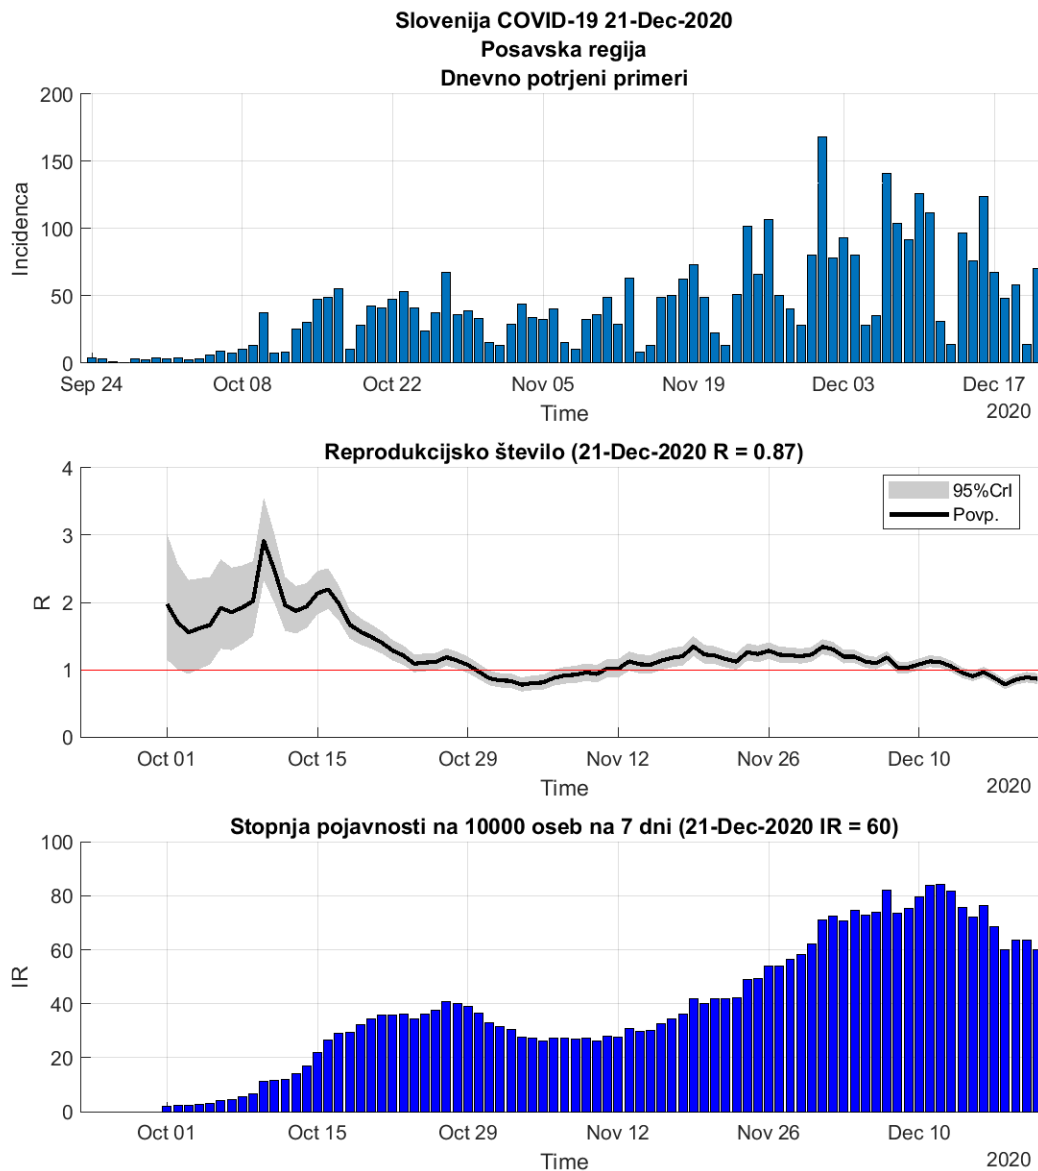 Slovenija COVID-19 21-Dec-2020
Posavska regija
Dnevno potrjeni primeri
200
150
100
50
0
Incidenca
Sep 24 Oct 08 Oct 22 Nov 05 Nov 19 Dec 03 Dec 17
Time
2020
Reprodukcijsko število (21-Dec-2020 R = 0.87)
4
3
2
1
0
R
95%CrI
Povp.
Oct 01 Oct 15 Oct 29 Nov 12 Nov 26 Dec 10
Time
2020
Stopnja pojavnosti na 10000 oseb na 7 dni (21-Dec-2020 IR = 60)
100
80
60
40
20
0
IR
Oct 01 Oct 15 Oct 29 Nov 12 Nov 26 Dec 10
Time
2020